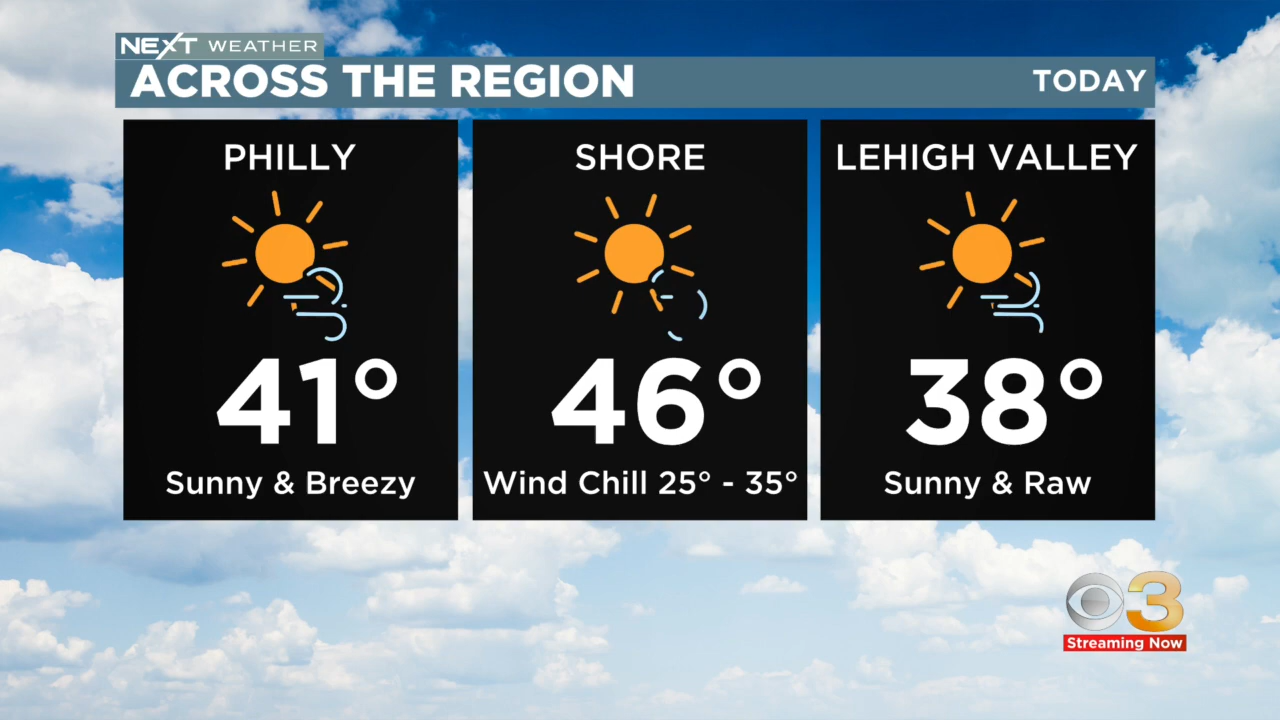 NEXT WEATHER
ACROSS THE REGION
TODAY
PHILLY
41°
Sunny & Breezy
SHORE
46°
Wind Chill 25° - 35°
LEHIGH VALLEY
38°
Sunny & Raw
3
Streaming Now